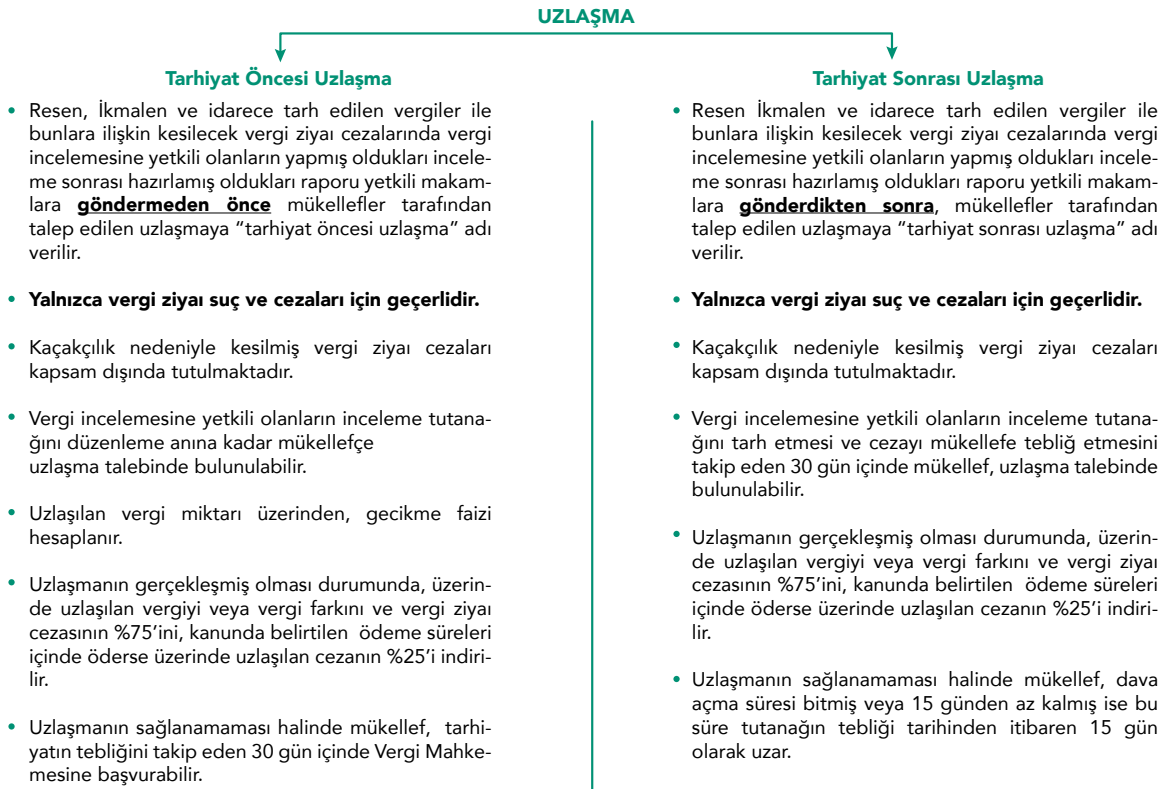 UZLAŞMA
Tarhiyat Öncesi Uzlaşma
• Resen, İkmalen ve idarece tarh edilen vergiler ile
bunlara ilişkin kesilecek vergi ziyaı cezalarında vergi
incelemesine yetkili olanların yapmış oldukları incele-
me sonrası hazırlamış oldukları raporu yetkili makam-
lara göndermeden önce mükellefler tarafından
talep edilen uzlaşmaya “tarhiyat öncesi uzlaşma” adı
verilir.
• Yalnızca vergi ziyaı suç ve cezaları için geçerlidir.
• Kaçakçılık nedeniyle kesilmiş vergi ziyaı cezaları
kapsam dışında tutulmaktadır.
• Vergi incelemesine yetkili olanların inceleme tutana-
ğını düzenleme anına kadar mükellefçe
uzlaşma talebinde bulunulabilir.
• Uzlaşılan vergi miktarı üzerinden, gecikme faizi
hesaplanır.
• Uzlaşmanın gerçekleşmiş olması durumunda, üzerin-
de uzlaşılan vergiyi veya vergi farkını ve vergi ziyaı
cezasının %75’ini, kanunda belirtilen ödeme süreleri
içinde öderse üzerinde uzlaşılan cezanın %25’i indiri-
lir.
• Uzlaşmanın sağlanamaması halinde mükellef, tarhi-
yatın tebliğini takip eden 30 gün içinde Vergi Mahke-
mesine başvurabilir.
Tarhiyat Sonrası Uzlaşma
• Resen İkmalen ve idarece tarh edilen vergiler ile
bunlara ilişkin kesilecek vergi ziyaı cezalarında vergi
incelemesine yetkili olanların yapmış oldukları incele-
me sonrası hazırlamış oldukları raporu yetkili makam-
lara gönderdikten sonra, mükellefler tarafından
talep edilen uzlaşmaya “tarhiyat sonrası uzlaşma” adı
verilir.
• Yalnızca vergi ziyaı suç ve cezaları için geçerlidir.
• Kaçakçılık nedeniyle kesilmiş vergi ziyaı cezaları
kapsam dışında tutulmaktadır.
• Vergi incelemesine yetkili olanların inceleme tutana-
ğını tarh etmesi ve cezayı mükellefe tebliğ etmesini
takip eden 30 gün içinde mükellef, uzlaşma talebinde
bulunulabilir.
• Uzlaşmanın gerçekleşmiş olması durumunda, üzerin-
de uzlaşılan vergiyi veya vergi farkını ve vergi ziyaı
cezasının %75’ini, kanunda belirtilen ödeme süreleri
içinde öderse üzerinde uzlaşılan cezanın %25’i indiri-
lir.
• Uzlaşmanın sağlanamaması halinde mükellef, dava
açma süresi bitmiş veya 15 günden az kalmış ise bu
süre tutanağın tebliği tarihinden itibaren 15 gün
olarak uzar.